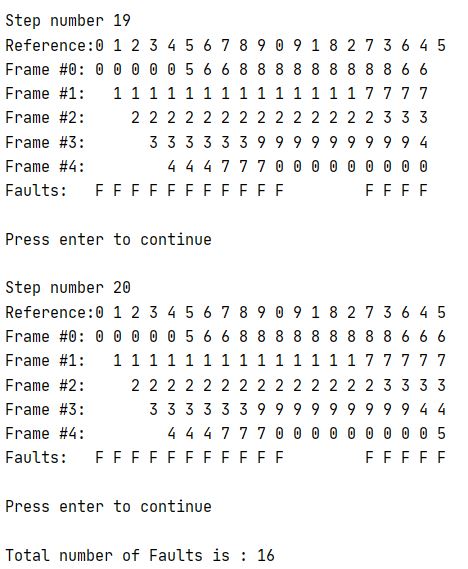 Step number 19
Reference:0 1 2 3 4 5 6 7 8 9 0 9 1 8 2 7 3 6 4 5
Frame #0: 0 0 0 0 0 5 6 6 8 8 8 8 8 8 8 8 8 6 6
Frame #1:   1 1 1 1 1 1 1 1 1 1 1 1 1 1 7 7 7 7
Frame #2:     2 2 2 2 2 2 2 2 2 2 2 2 2 2 3 3 3
Frame #3:       3 3 3 3 3 3 9 9 9 9 9 9 9 9 9 4
Frame #4:         4 4 4 7 7 7 0 0 0 0 0 0 0 0 0
Faults:   F F F F F F F F F F F         F F F F
Press enter to continue
Step number 20
Reference:0 1 2 3 4 5 6 7 8 9 0 9 1 8 2 7 3 6 4 5
Frame #0: 0 0 0 0 0 5 6 6 8 8 8 8 8 8 8 8 8 6 6 6
Frame #1:   1 1 1 1 1 1 1 1 1 1 1 1 1 1 7 7 7 7 7
Frame #2:     2 2 2 2 2 2 2 2 2 2 2 2 2 2 3 3 3 3
Frame #3:       3 3 3 3 3 3 9 9 9 9 9 9 9 9 9 4 4
Frame #4:         4 4 4 7 7 7 0 0 0 0 0 0 0 0 0 5
Faults:   F F F F F F F F F F F         F F F F F
Press enter to continue
Total number of Faults is : 16